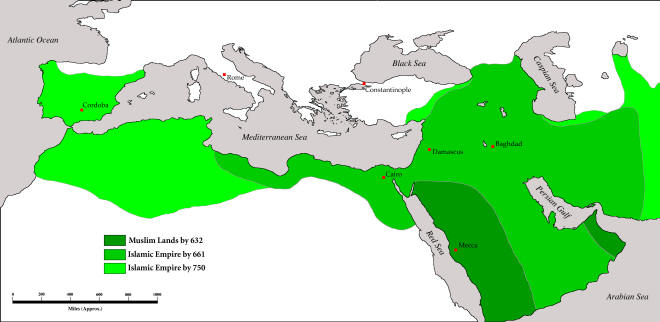 Atlantic Ocean
Black Sea
Caspian Sea
Rome
Constantinople
Cordoba
Mediterranean Sea
Damascus
Baghdad
Cairo
Persian Gulf
Red Sea
Mecca
Muslim Lands by 632
Islamic Empire by 661
Islamic Empire by 750
Arabian Sea
0 200 400 600 800 1000
Miles (Approx.)